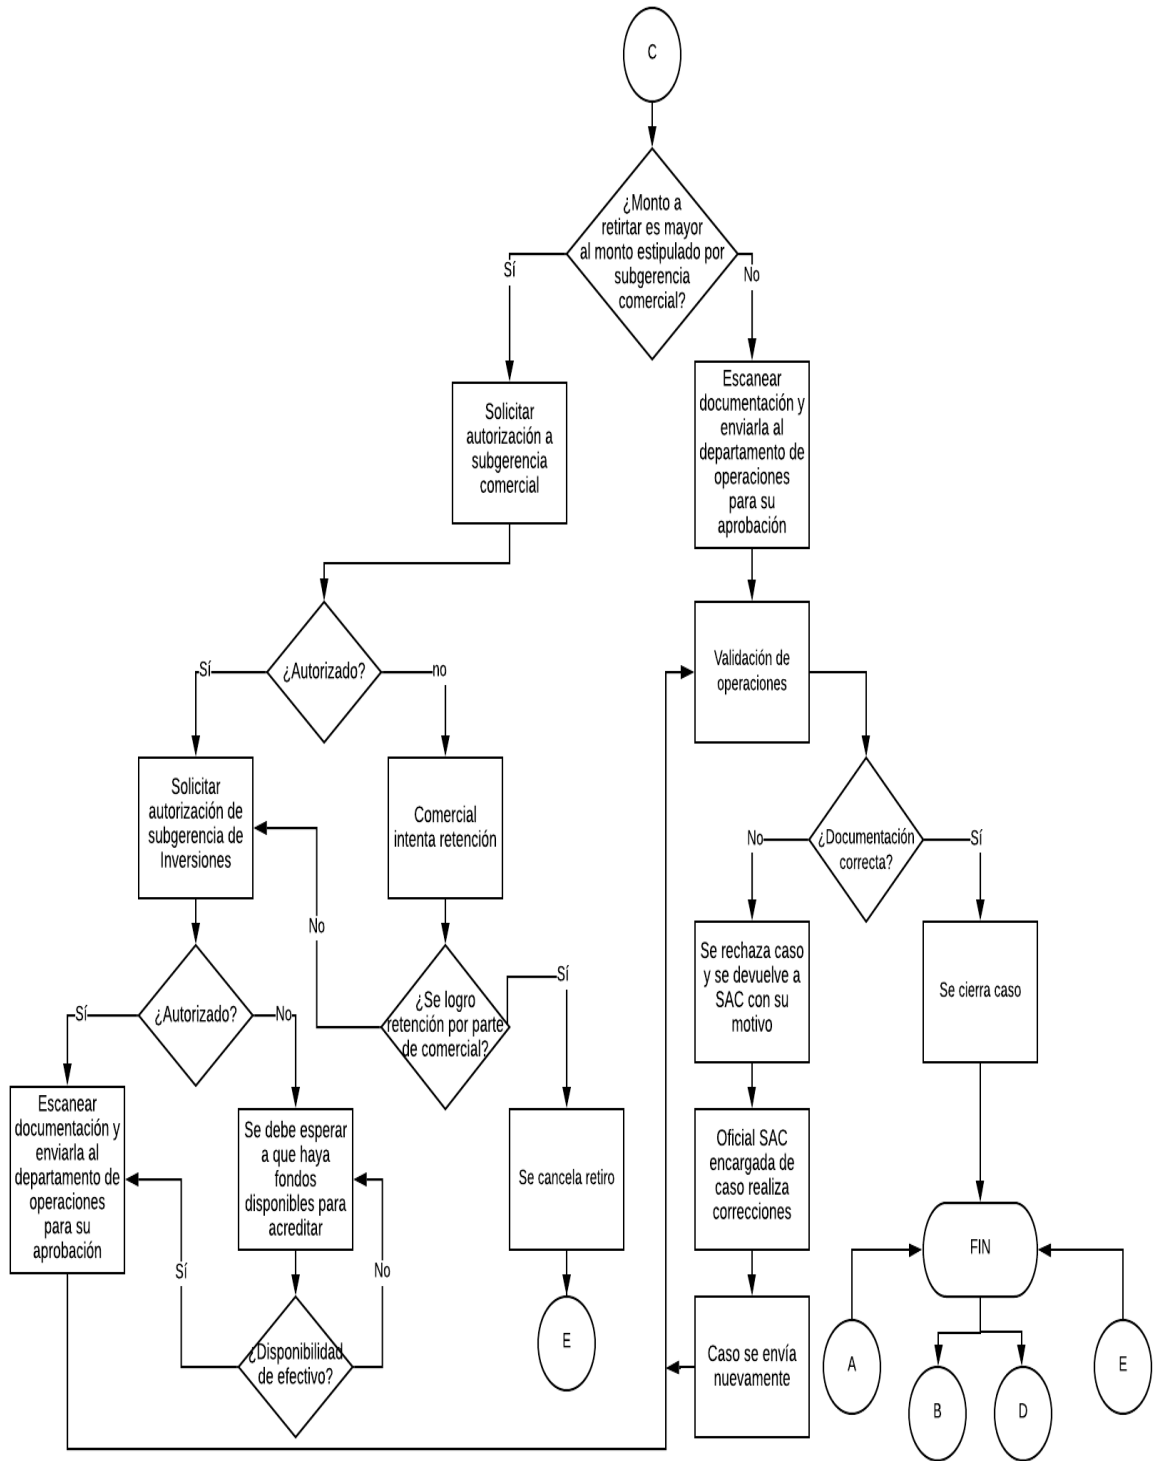 C
¿Monto a
retirtar es mayor
al monto estipulado por
subgerencia
comercial?
Sí
No
Solicitar
autorización a
subgerencia
comercial
Escanear
documentación y
enviarla al
departamento de
operaciones
para su
aprobación
¿Autorizado?
Sí
no
Validación de
operaciones
Solicitar
autorización de
subgerencia de
Inversiones
Comercial
intenta retención
¿Documentación
correcta?
No
Sí
No
¿Autorizado?
Sí
No
¿Se logro
retención por parte
de comercial?
Sí
Se rechaza caso
y se devuelve a
SAC con su
motivo
Se cierra caso
Escanear
documentación y
enviarla al
departamento de
operaciones
para su
aprobación
Se debe esperar
a que haya
fondos
disponibles para
acreditar
Se cancela retiro
Oficial SAC
encargada de
caso realiza
correcciones
FIN
Sí
No
¿Disponibilidad
de efectivo?
E
Caso se envía
nuevamente
A
B
D
E